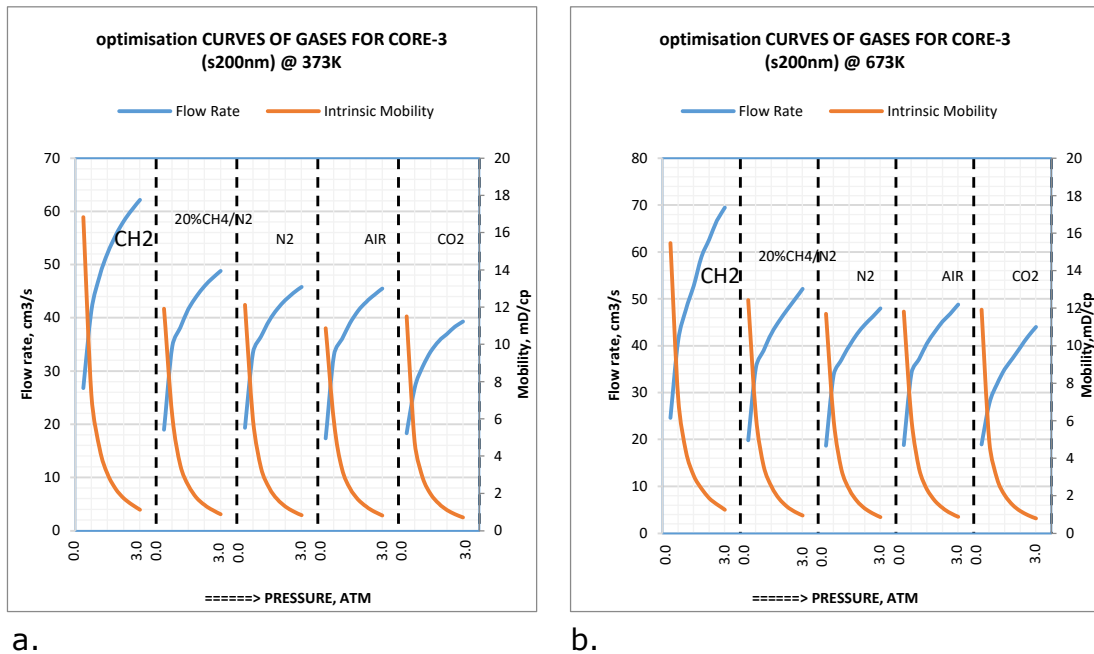 optimisation CURVES OF GASES FOR CORE-3
(s200nm) @ 373K
Flow Rate
Intrinsic Mobility
70
60
50
40
30
20
10
0
Flow rate, cm3/s
20
18
16
14
12
10
8
6
4
2
0
Mobility, mD/cp
CH2
20%CH4/N2
N2
AIR
CO2
0.0
3.0
0.0
3.0
0.0
3.0
0.0
3.0
0.0
3.0
======> PRESSURE, ATM
a.
optimisation CURVES OF GASES FOR CORE-3
(s200nm) @ 673K
Flow Rate
Intrinsic Mobility
80
70
60
50
40
30
20
10
0
Flow rate, cm3/s
20
18
16
14
12
10
8
6
4
2
0
Mobility,mD/cp
CH2
20%CH4/N2
N2
AIR
CO2
0.0
3.0
0.0
3.0
0.0
3.0
0.0
3.0
0.0
3.0
======> PRESSURE, ATM
b.